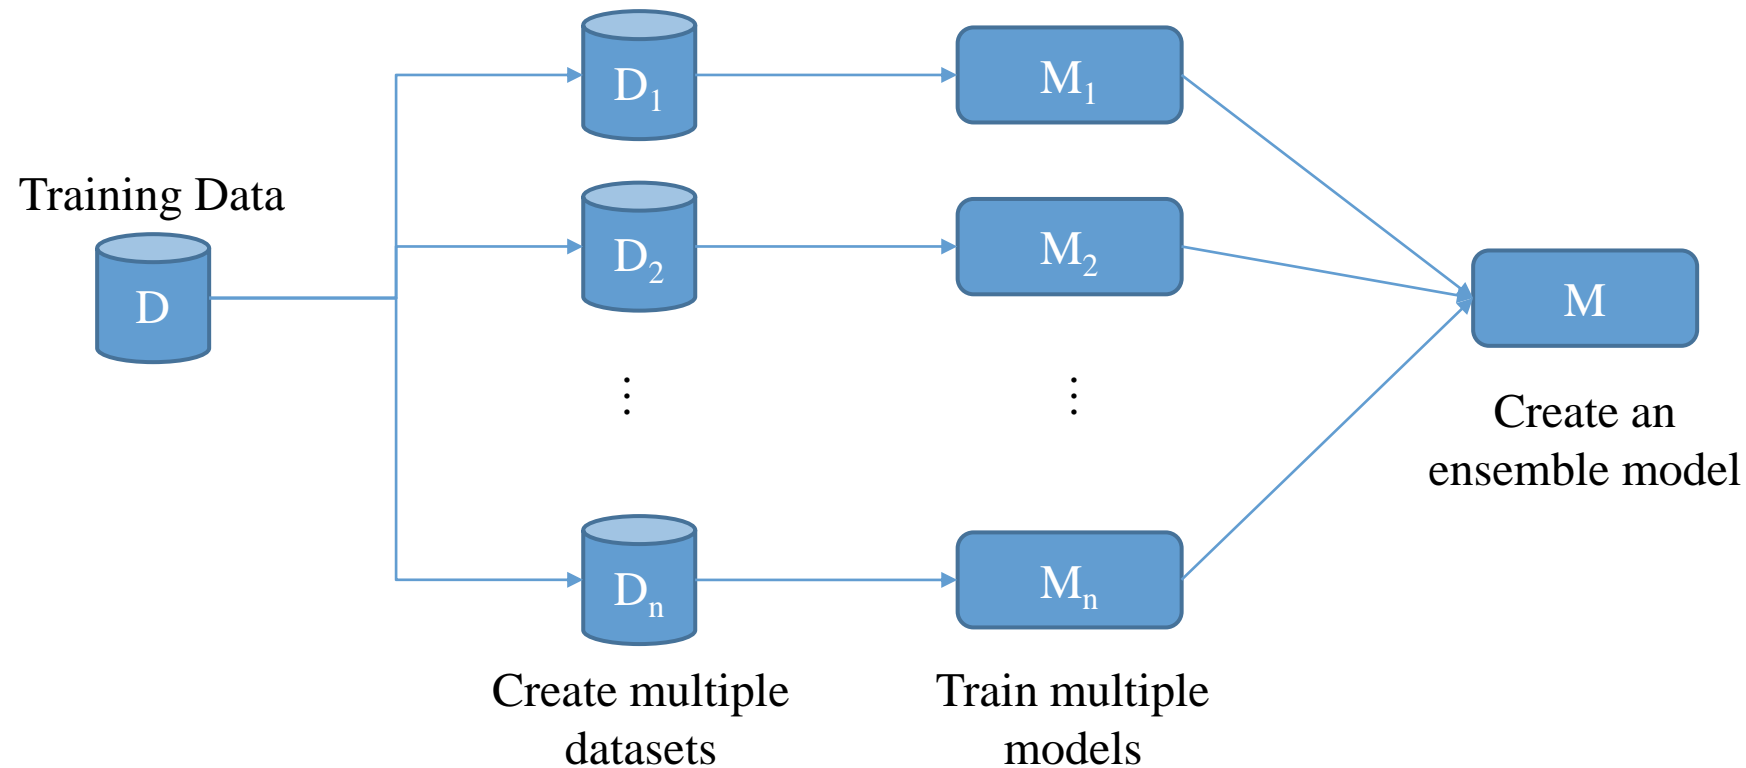 Training Data
D
D₁
D₂
⋮
Dₙ
Create multiple
datasets
M₁
M₂
⋮
Mₙ
Train multiple
models
M
Create an
ensemble model